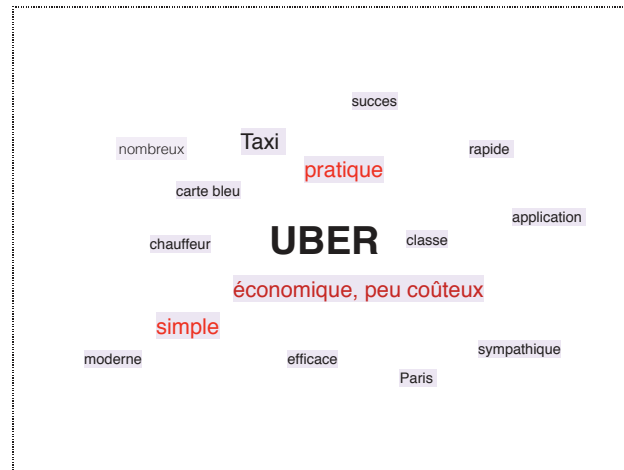 succes
Taxi
nombreux
rapide
pratique
carte bleu
application
chauffeur
UBER
classe
économique, peu coûteux
simple
sympathique
moderne
efficace
Paris